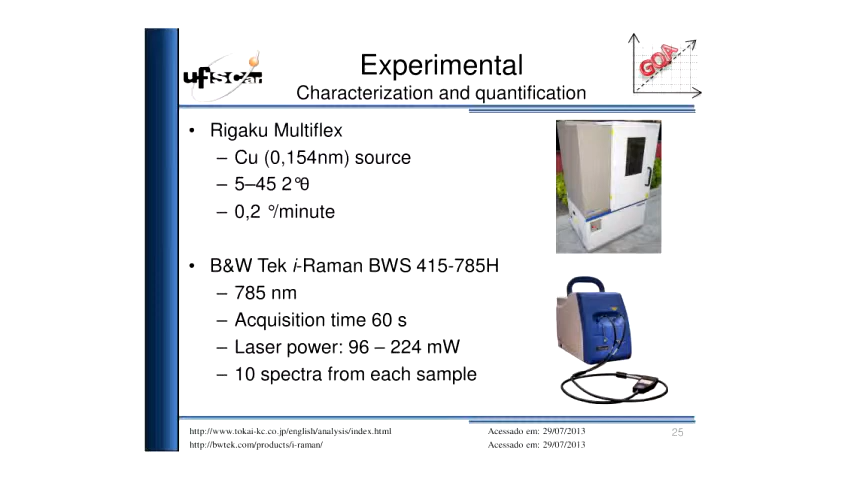 ufscar
GOA
Experimental
Characterization and quantification
• Rigaku Multiflex
– Cu (0,154nm) source
– 5–45 2°θ
– 0,2 °/minute
• B&W Tek i-Raman BWS 415-785H
– 785 nm
– Acquisition time 60 s
– Laser power: 96 – 224 mW
– 10 spectra from each sample
http://www.tokai-kc.co.jp/english/analysis/index.html Acessado em: 29/07/2013
http://bwtek.com/products/i-raman/ Acessado em: 29/07/2013
25